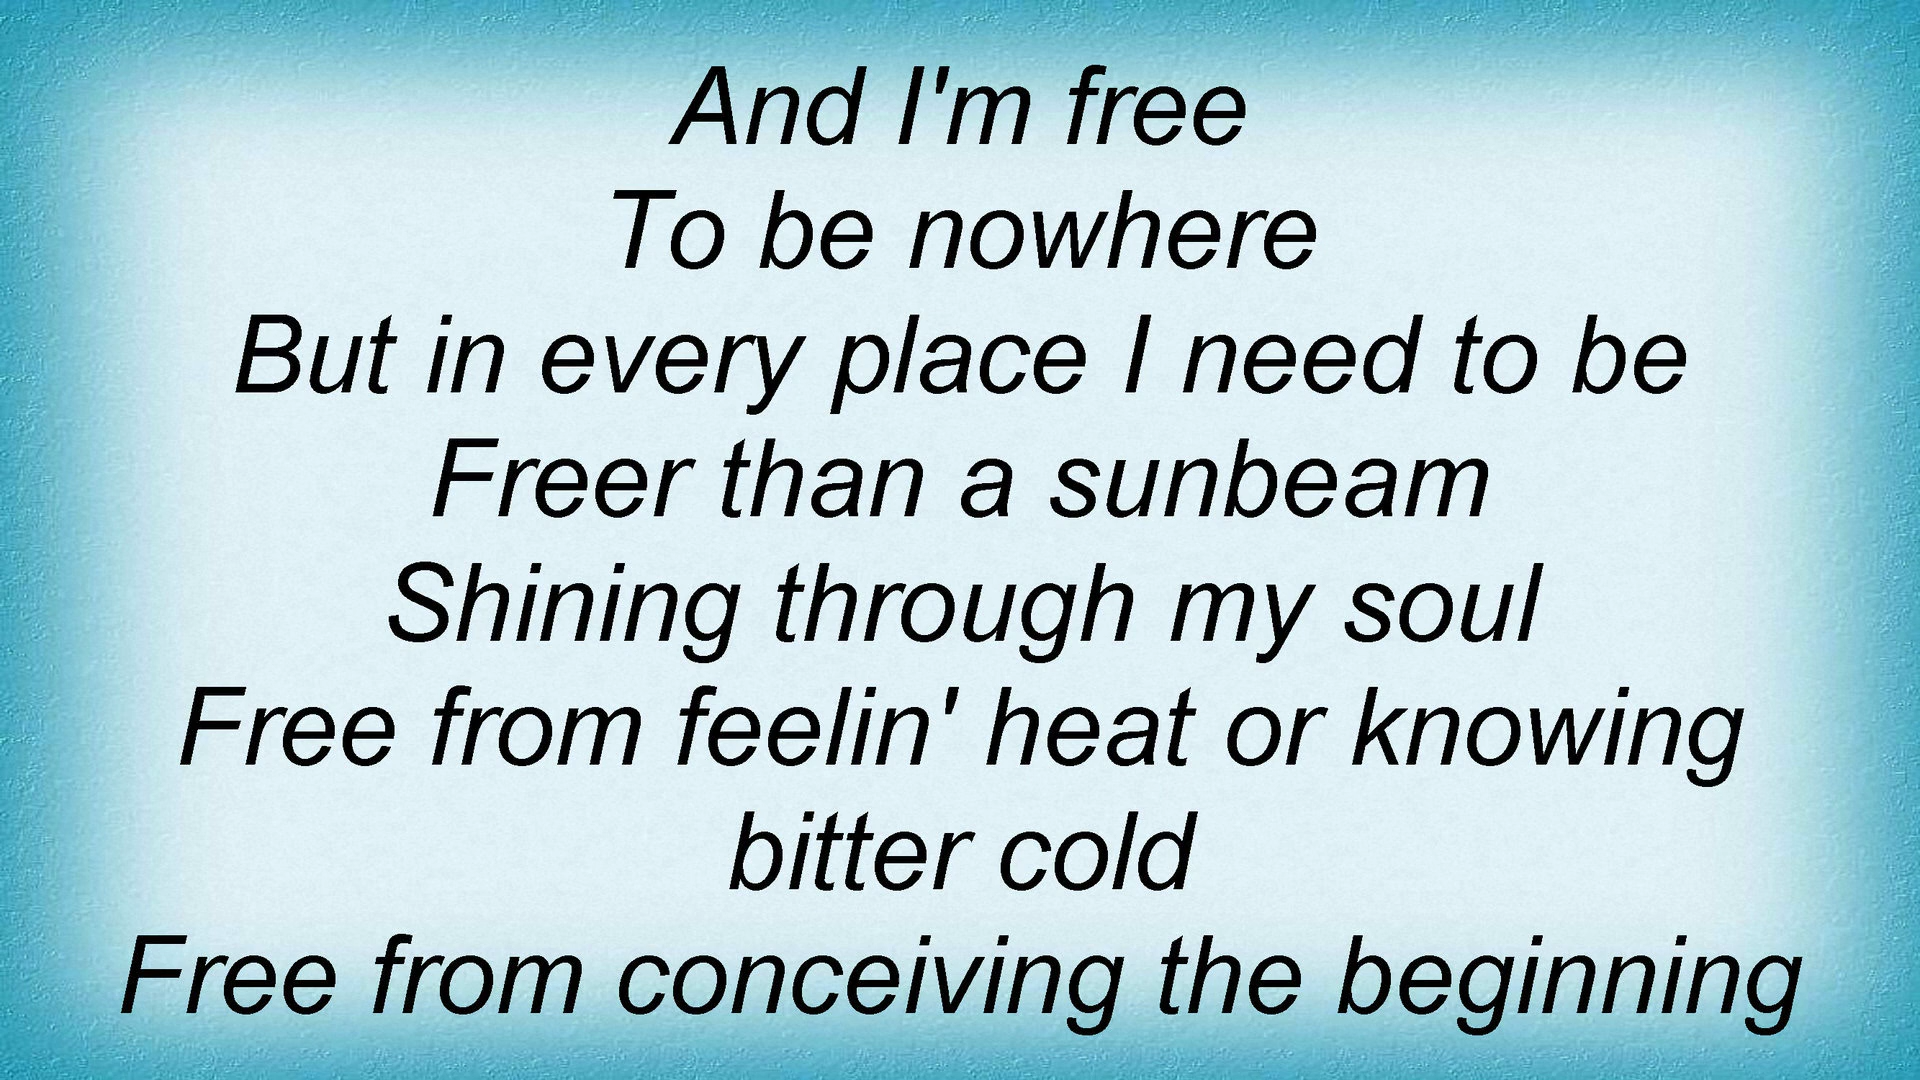 And I'm free
To be nowhere
But in every place I need to be
Freer than a sunbeam
Shining through my soul
Free from feelin' heat or knowing
bitter cold
Free from conceiving the beginning